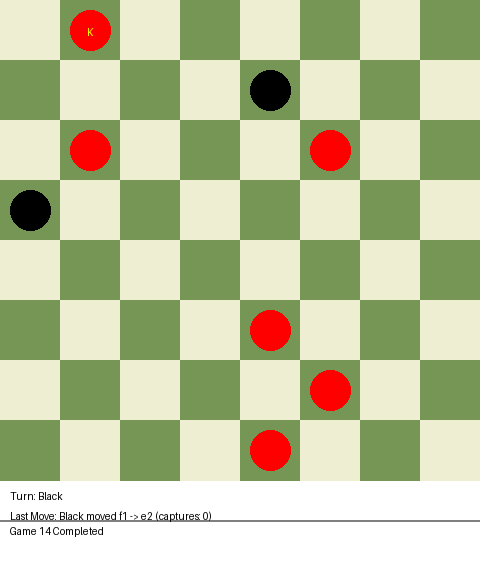 K
Turn: Black
Last Move: Black moved f1 -> e2 (captures: 0)
Game 14 Completed